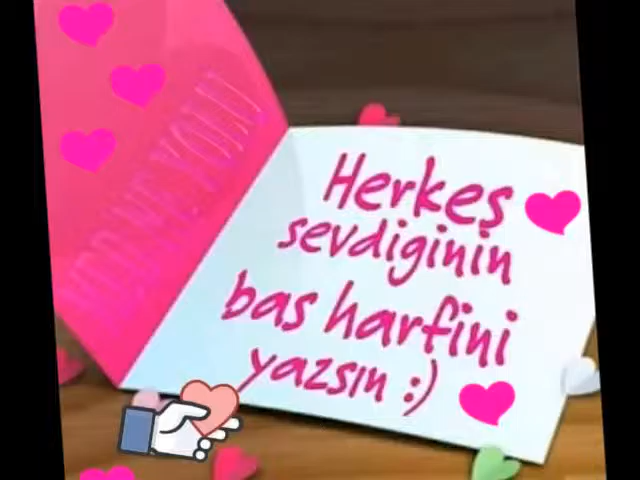 Herkes
sevdiginin
bas harfini
yazsın :)